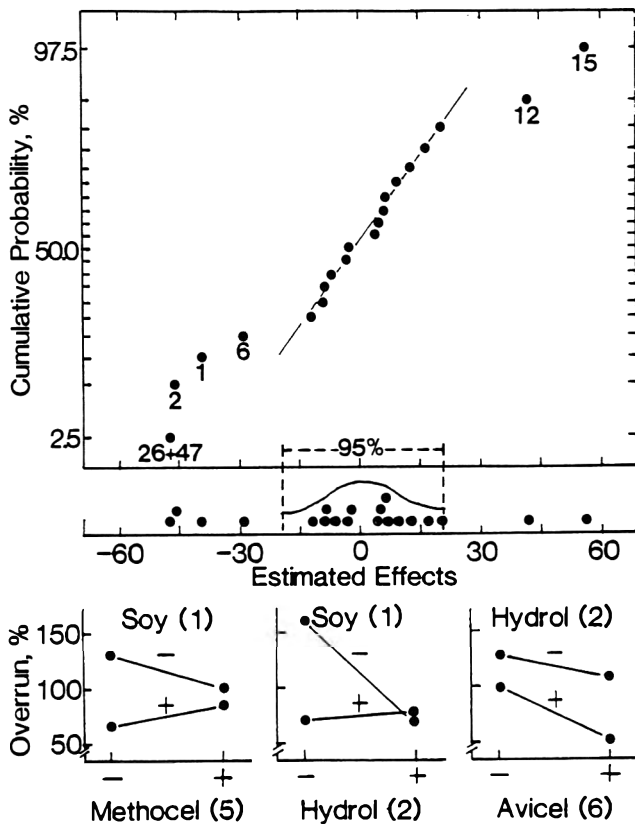 Cumulative Probability, %
97.5
50.0
2.5
15
12
6
1
2
26+47
95%
−60 −30 0 30 60
Estimated Effects
Overrun, %
150
100
50
Soy (1)
−
+
− +
Methocel (5)
Soy (1)
−
+
− +
Hydrol (2)
Hydrol (2)
−
+
− +
Avicel (6)